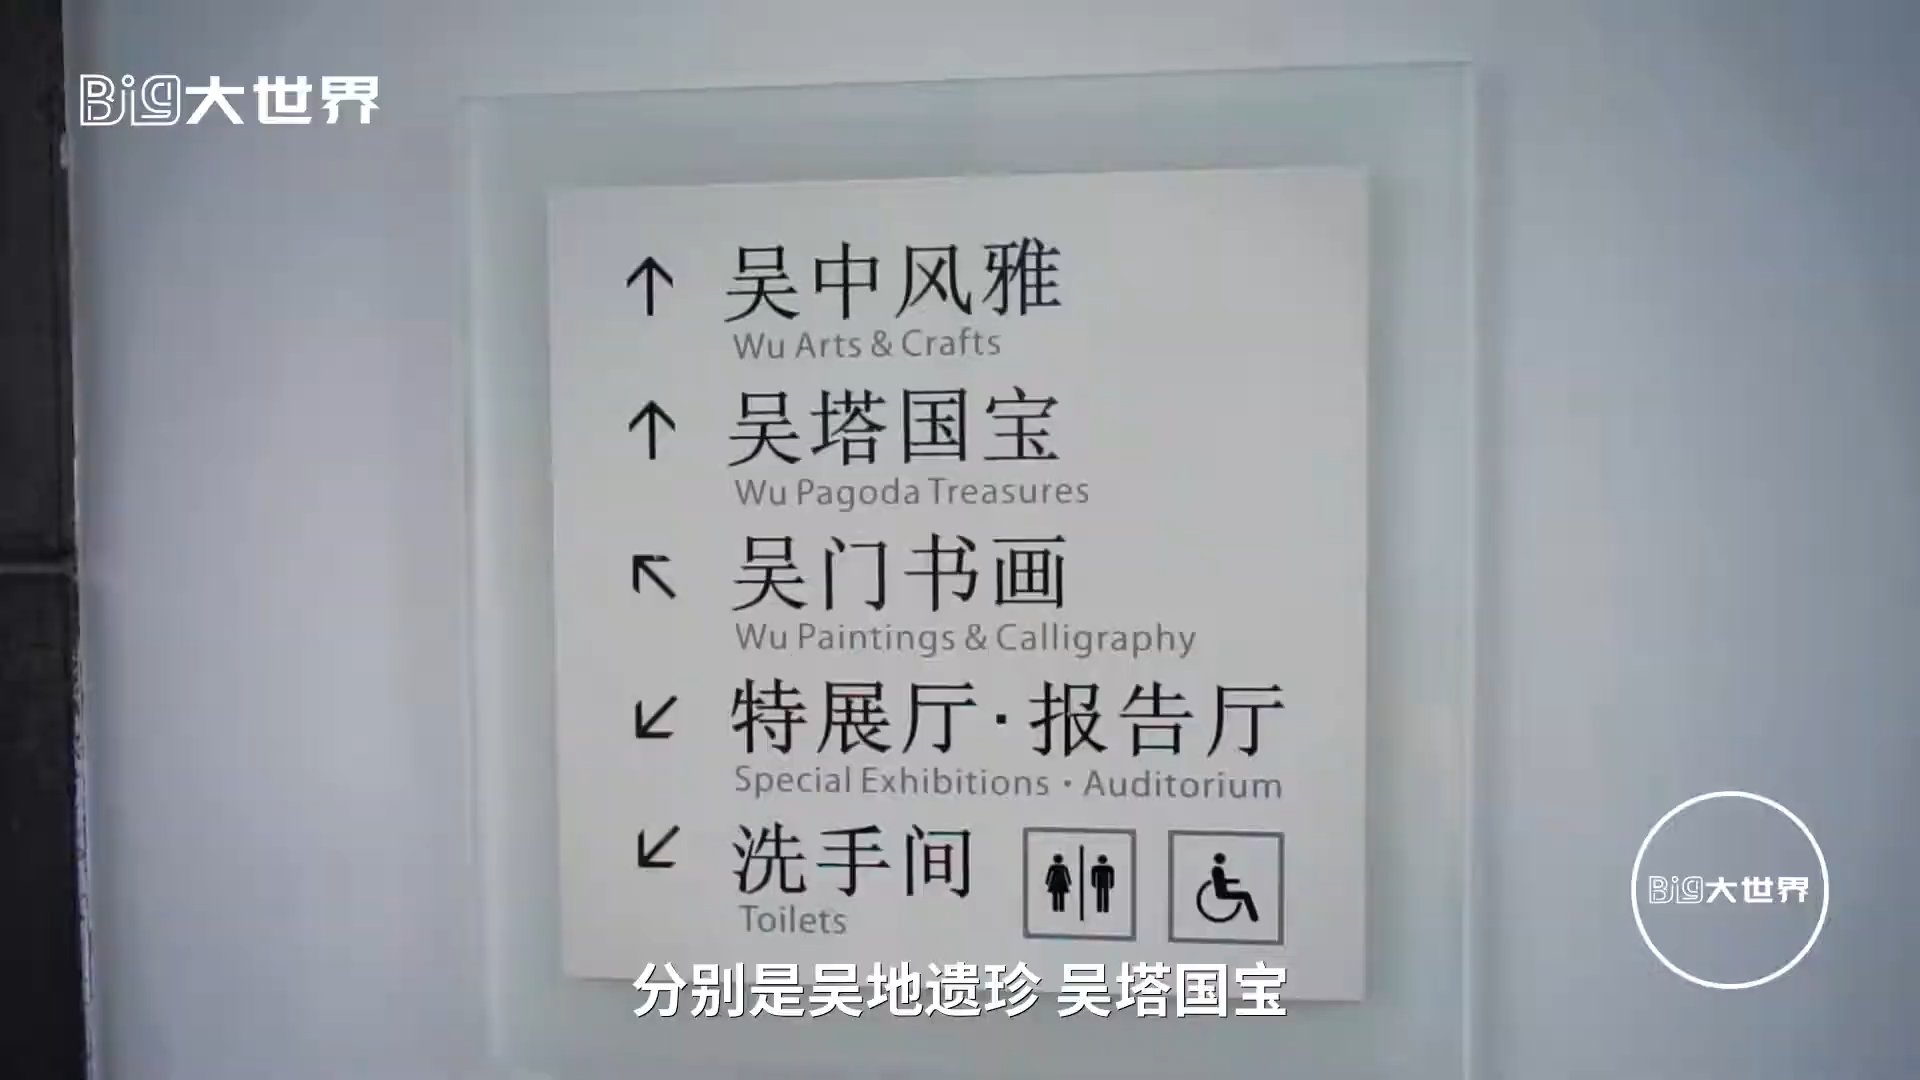 Big大世界
吴中风雅
Wu Arts & Crafts
吴塔国宝
Wu Pagoda Treasures
吴门书画
Wu Paintings & Calligraphy
特展厅·报告厅
Special Exhibitions · Auditorium
洗手间
Toilets
Big大世界
分别是吴地遗珍 吴塔国宝